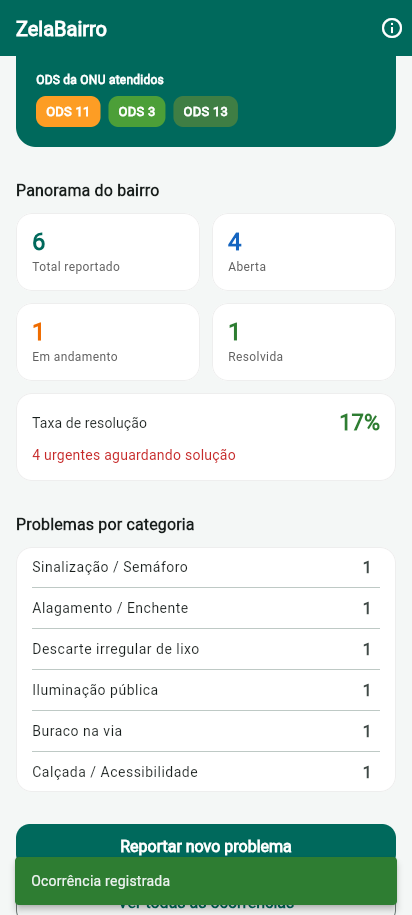 ZelaBairro
ODS da ONU atendidos
ODS 11 ODS 3 ODS 13
Panorama do bairro
6
Total reportado
4
Aberta
1
Em andamento
1
Resolvida
Taxa de resolução 17%
4 urgentes aguardando solução
Problemas por categoria
Sinalização / Semáforo 1
Alagamento / Enchente 1
Descarte irregular de lixo 1
Iluminação pública 1
Buraco na via 1
Calçada / Acessibilidade 1
Reportar novo problema
Ocorrência registrada